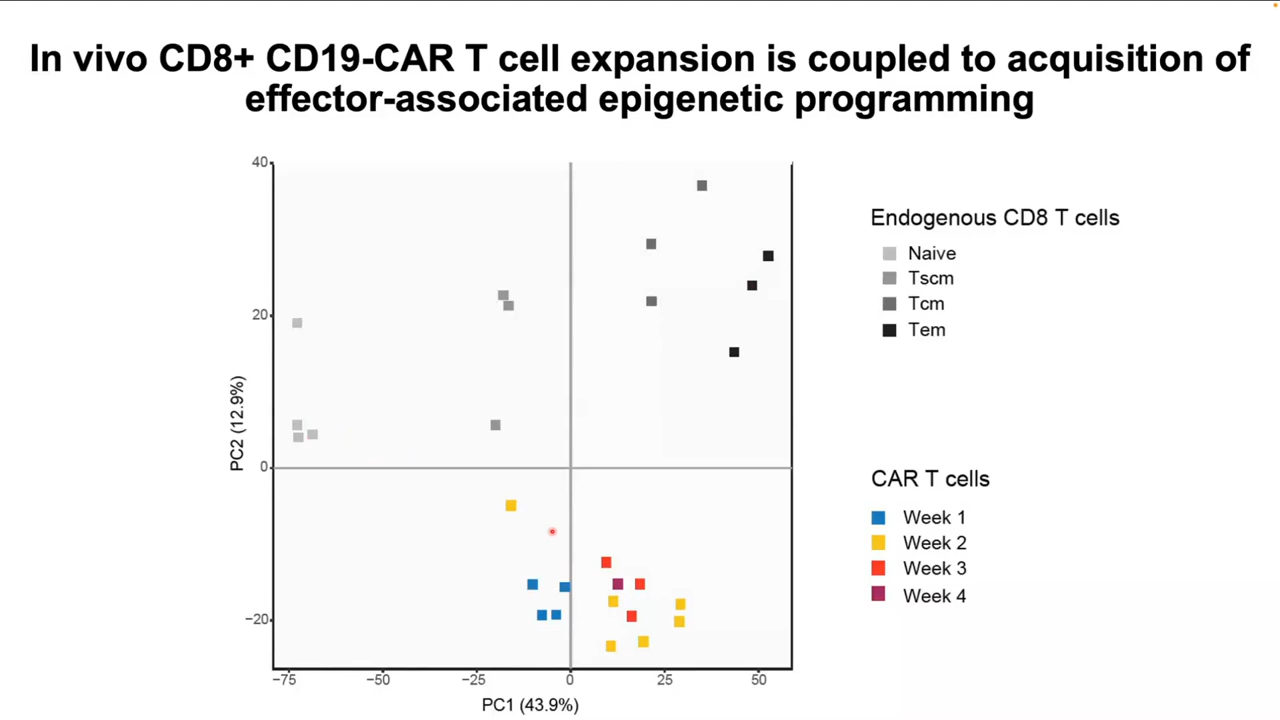 In vivo CD8+ CD19-CAR T cell expansion is coupled to acquisition of
effector-associated epigenetic programming
40
20
0
−20
PC2 (12.9%)
−75
−50
−25
0
25
50
PC1 (43.9%)
Endogenous CD8 T cells
Naive
Tscm
Tcm
Tem
CAR T cells
Week 1
Week 2
Week 3
Week 4